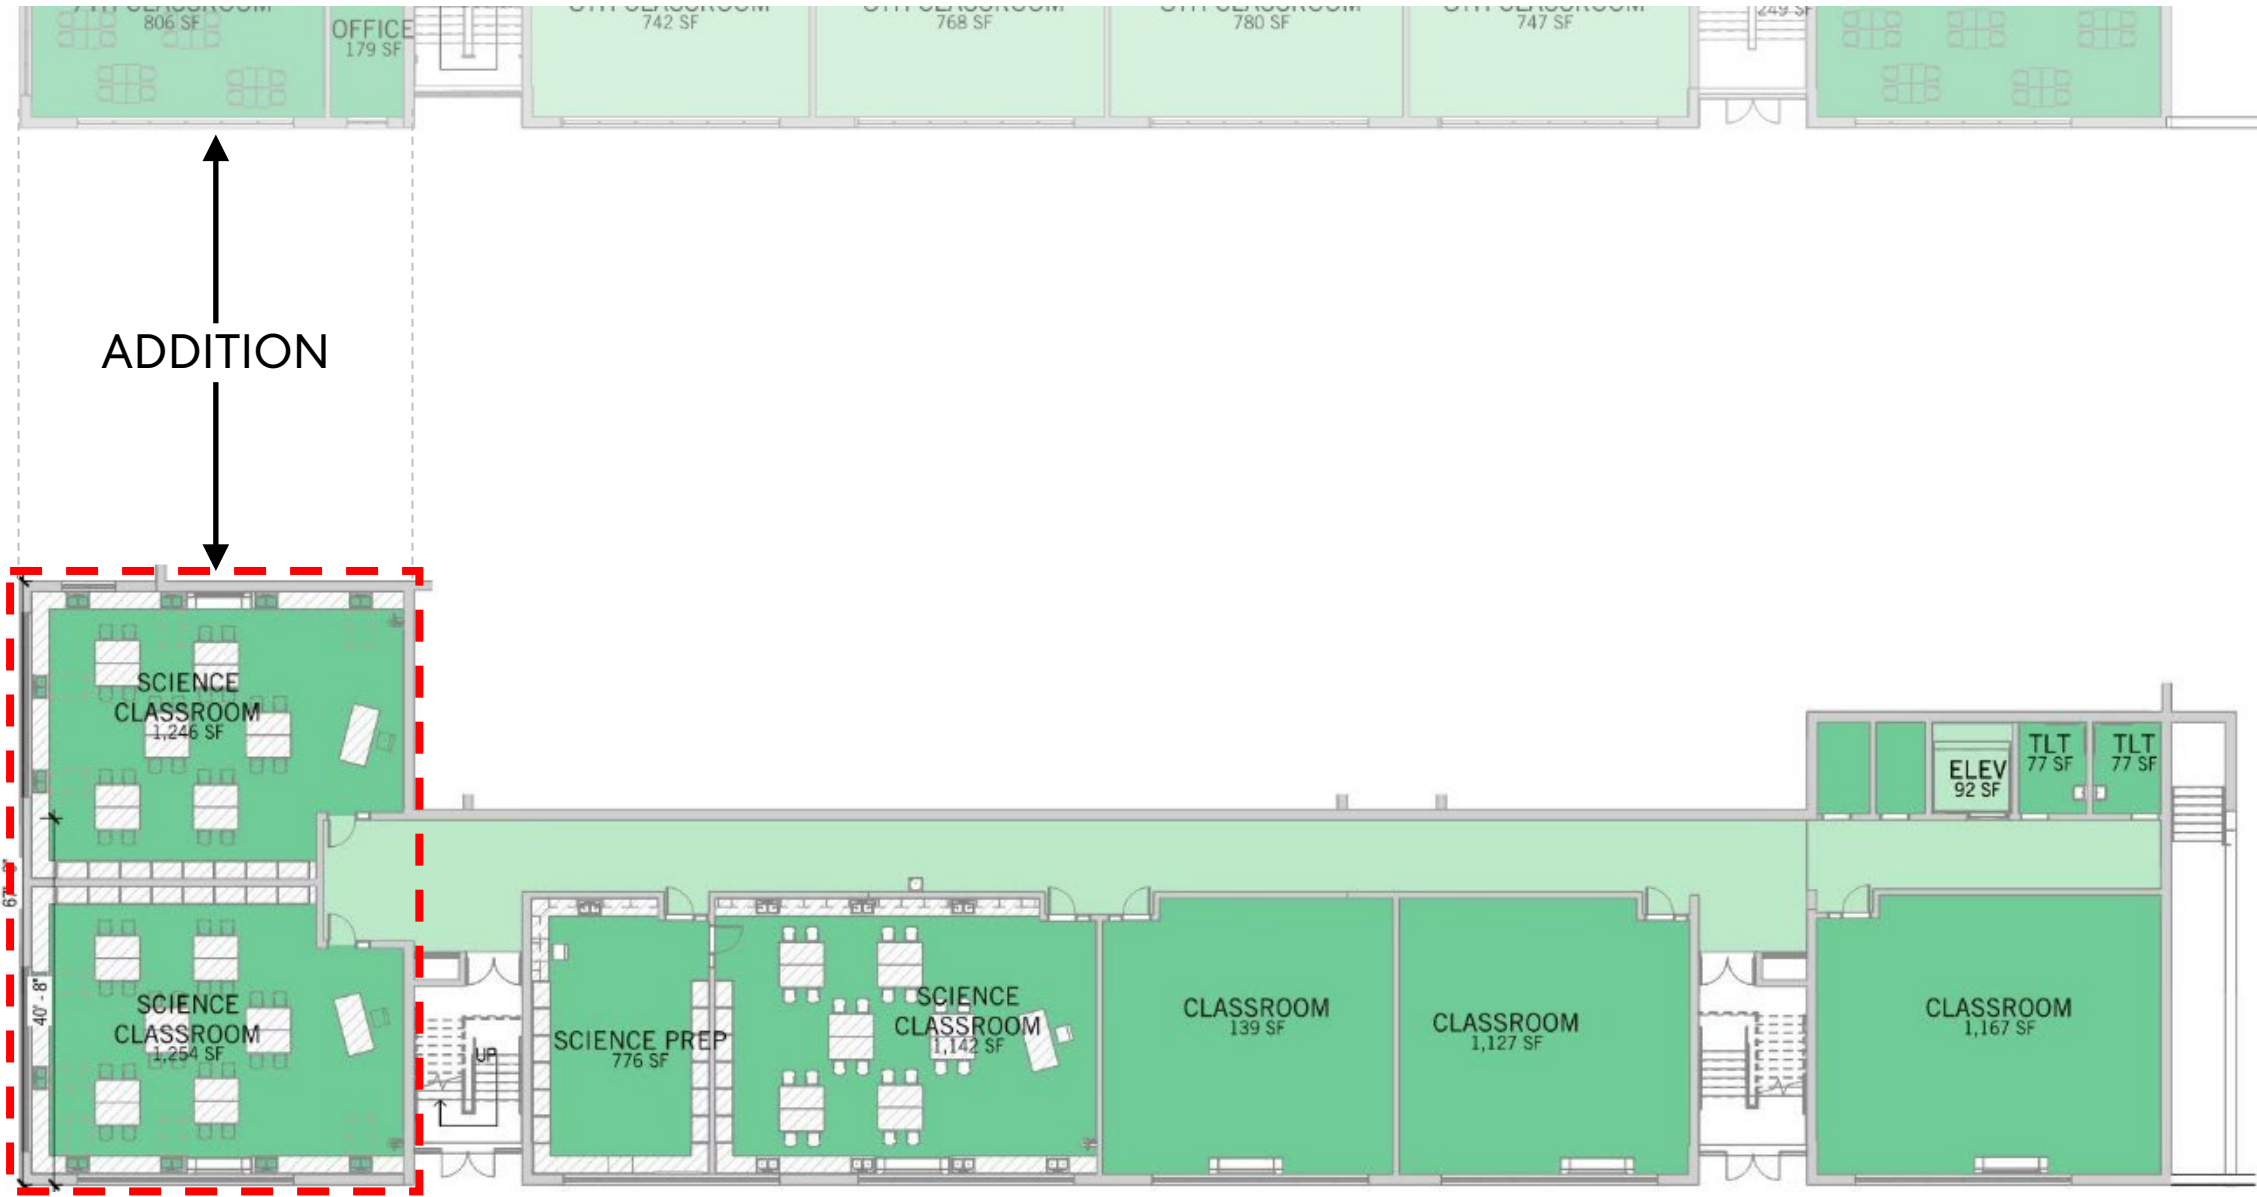 806 SF
OFFICE
179 SF
742 SF
768 SF
780 SF
747 SF
249 SF
ADDITION
SCIENCE
CLASSROOM
1,246 SF
TLT
77 SF
TLT
77 SF
ELEV
92 SF
40' - 8"
SCIENCE
CLASSROOM
1,254 SF
UP
SCIENCE PREP
776 SF
SCIENCE
CLASSROOM
1,142 SF
CLASSROOM
139 SF
CLASSROOM
1,127 SF
CLASSROOM
1,167 SF